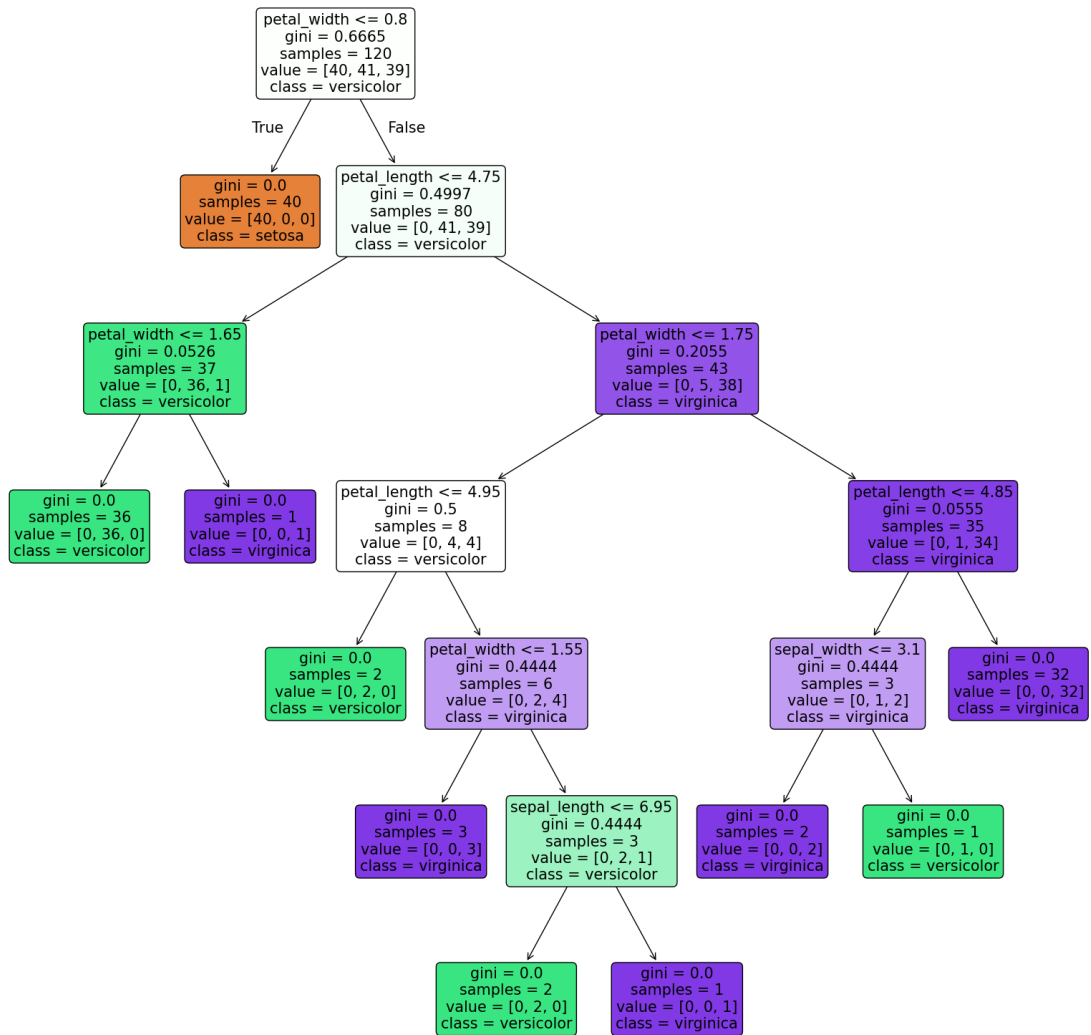 petal_width <= 0.8
gini = 0.6665
samples = 120
value = [40, 41, 39]
class = versicolor
True
False
gini = 0.0
samples = 40
value = [40, 0, 0]
class = setosa
petal_length <= 4.75
gini = 0.4997
samples = 80
value = [0, 41, 39]
class = versicolor
petal_width <= 1.65
gini = 0.0526
samples = 37
value = [0, 36, 1]
class = versicolor
petal_width <= 1.75
gini = 0.2055
samples = 43
value = [0, 5, 38]
class = virginica
gini = 0.0
samples = 36
value = [0, 36, 0]
class = versicolor
gini = 0.0
samples = 1
value = [0, 0, 1]
class = virginica
petal_length <= 4.95
gini = 0.5
samples = 8
value = [0, 4, 4]
class = versicolor
petal_length <= 4.85
gini = 0.0555
samples = 35
value = [0, 1, 34]
class = virginica
gini = 0.0
samples = 2
value = [0, 2, 0]
class = versicolor
petal_width <= 1.55
gini = 0.4444
samples = 6
value = [0, 2, 4]
class = virginica
sepal_width <= 3.1
gini = 0.4444
samples = 3
value = [0, 1, 2]
class = virginica
gini = 0.0
samples = 32
value = [0, 0, 32]
class = virginica
gini = 0.0
samples = 3
value = [0, 0, 3]
class = virginica
sepal_length <= 6.95
gini = 0.4444
samples = 3
value = [0, 2, 1]
class = versicolor
gini = 0.0
samples = 2
value = [0, 0, 2]
class = virginica
gini = 0.0
samples = 1
value = [0, 1, 0]
class = versicolor
gini = 0.0
samples = 2
value = [0, 2, 0]
class = versicolor
gini = 0.0
samples = 1
value = [0, 0, 1]
class = virginica